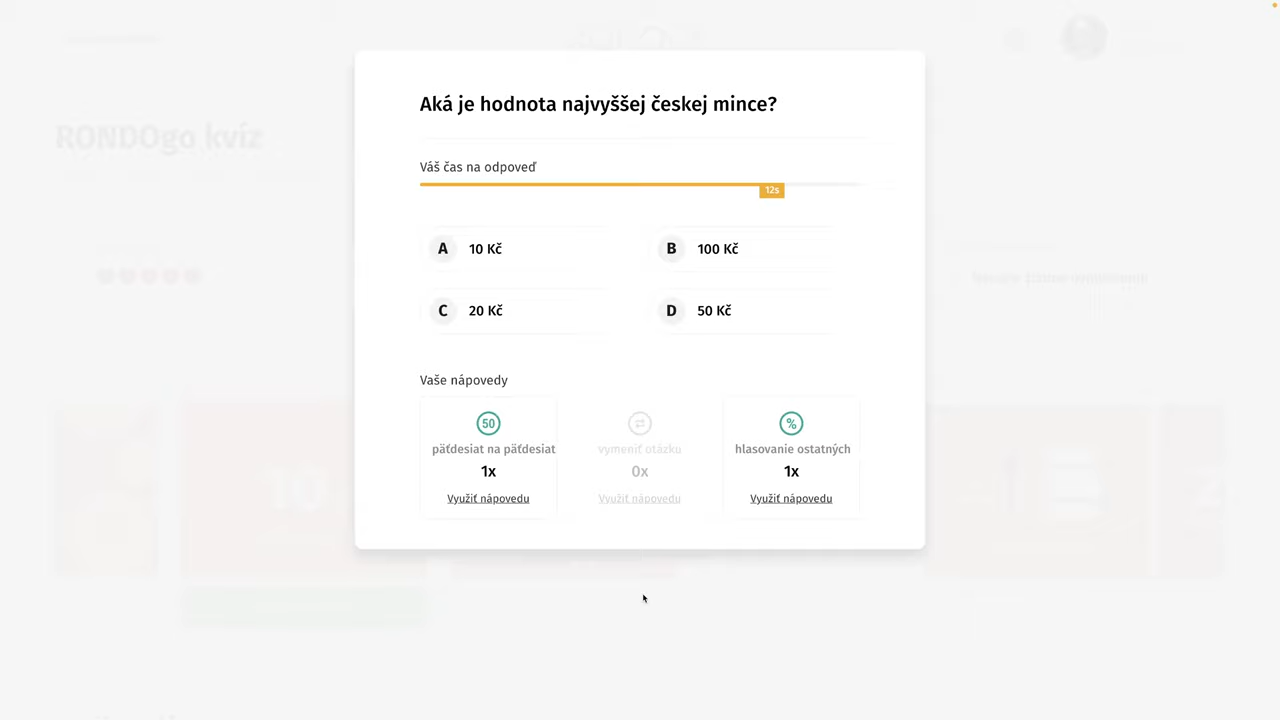 Aká je hodnota najvyššej českej mince?
RONDOgo kvíz
Váš čas na odpoveď
12s
A 10 Kč
B 100 Kč
C 20 Kč
D 50 Kč
Vaše nápovedy
50
%
päťdesiat na päťdesiat
vymeniť otázku
hlasovanie ostatných
1x
0x
1x
Využiť nápovedu
Využiť nápovedu
Využiť nápovedu